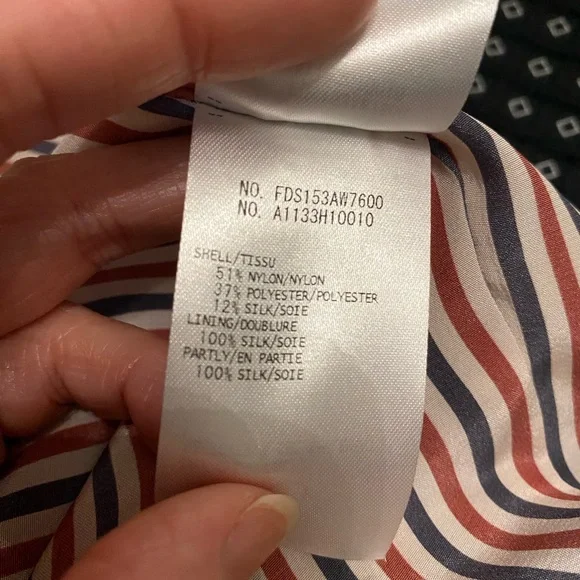 NO. FDS153AW7600
NO. A1133H10010
SHELL/TISSU
51% NYLON/NYLON
37% POLYESTER/POLYESTER
12% SILK/SOIE
LINING/DOUBLURE
100% SILK/SOIE
PARTLY/EN PARTIE
100% SILK/SOIE